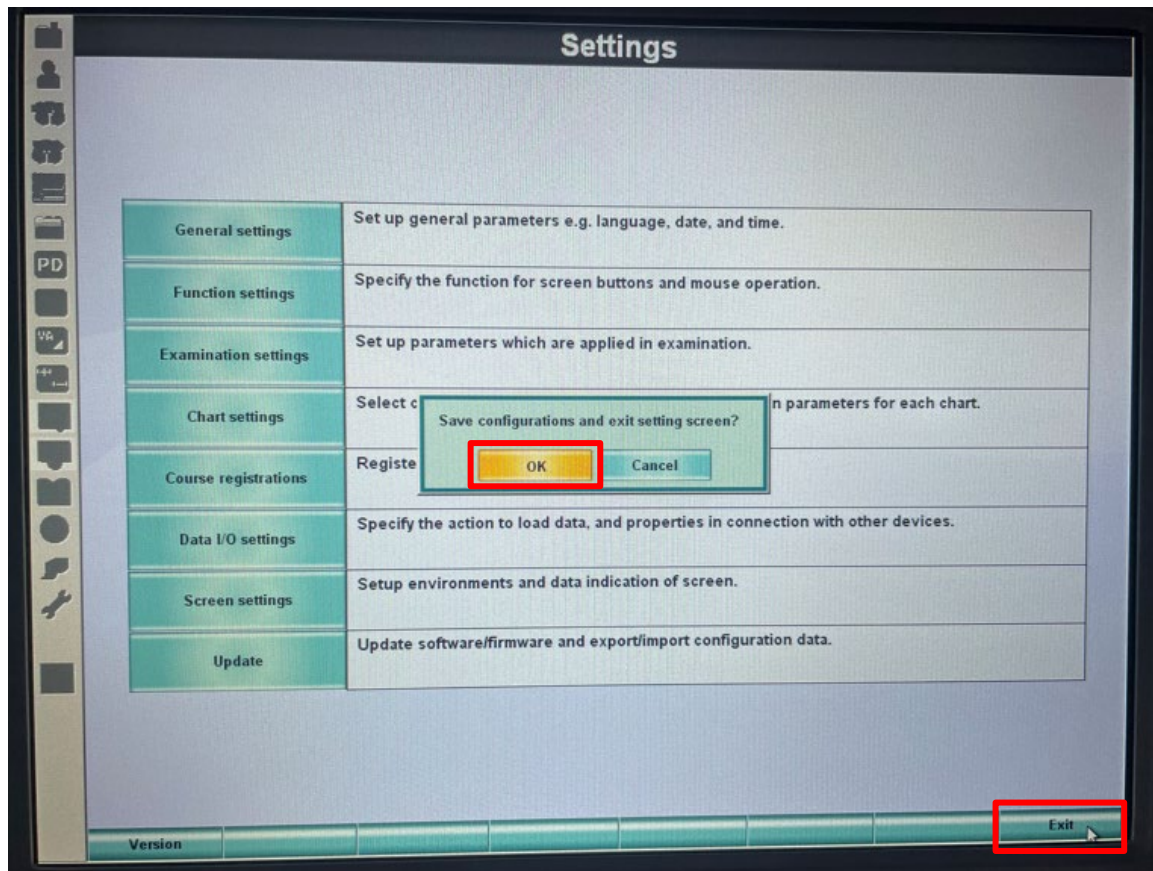 Settings
PD
VA
General settings
Set up general parameters e.g. language, date, and time.
Function settings
Specify the function for screen buttons and mouse operation.
Examination settings
Set up parameters which are applied in examination.
Chart settings
Select c
n parameters for each chart.
Save configurations and exit setting screen?
OK
Cancel
Course registrations
Registe
Data I/O settings
Specify the action to load data, and properties in connection with other devices.
Screen settings
Setup environments and data indication of screen.
Update
Update software/firmware and export/import configuration data.
Version
Exit